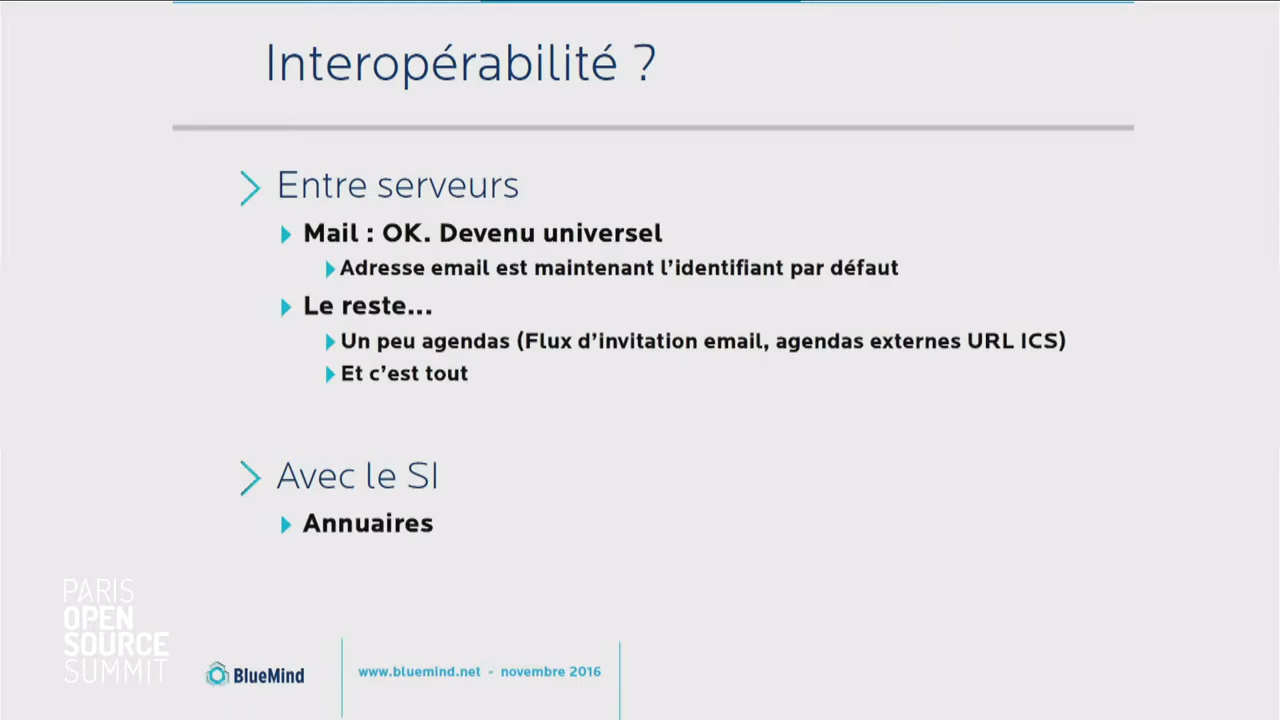 Interopérabilité ?
Entre serveurs
Mail : OK. Devenu universel
Adresse email est maintenant l’identifiant par défaut
Le reste...
Un peu agendas (Flux d’invitation email, agendas externes URL ICS)
Et c’est tout
Avec le SI
Annuaires
PARIS
OPEN
SOURCE
SUMMIT
BlueMind
www.bluemind.net - novembre 2016